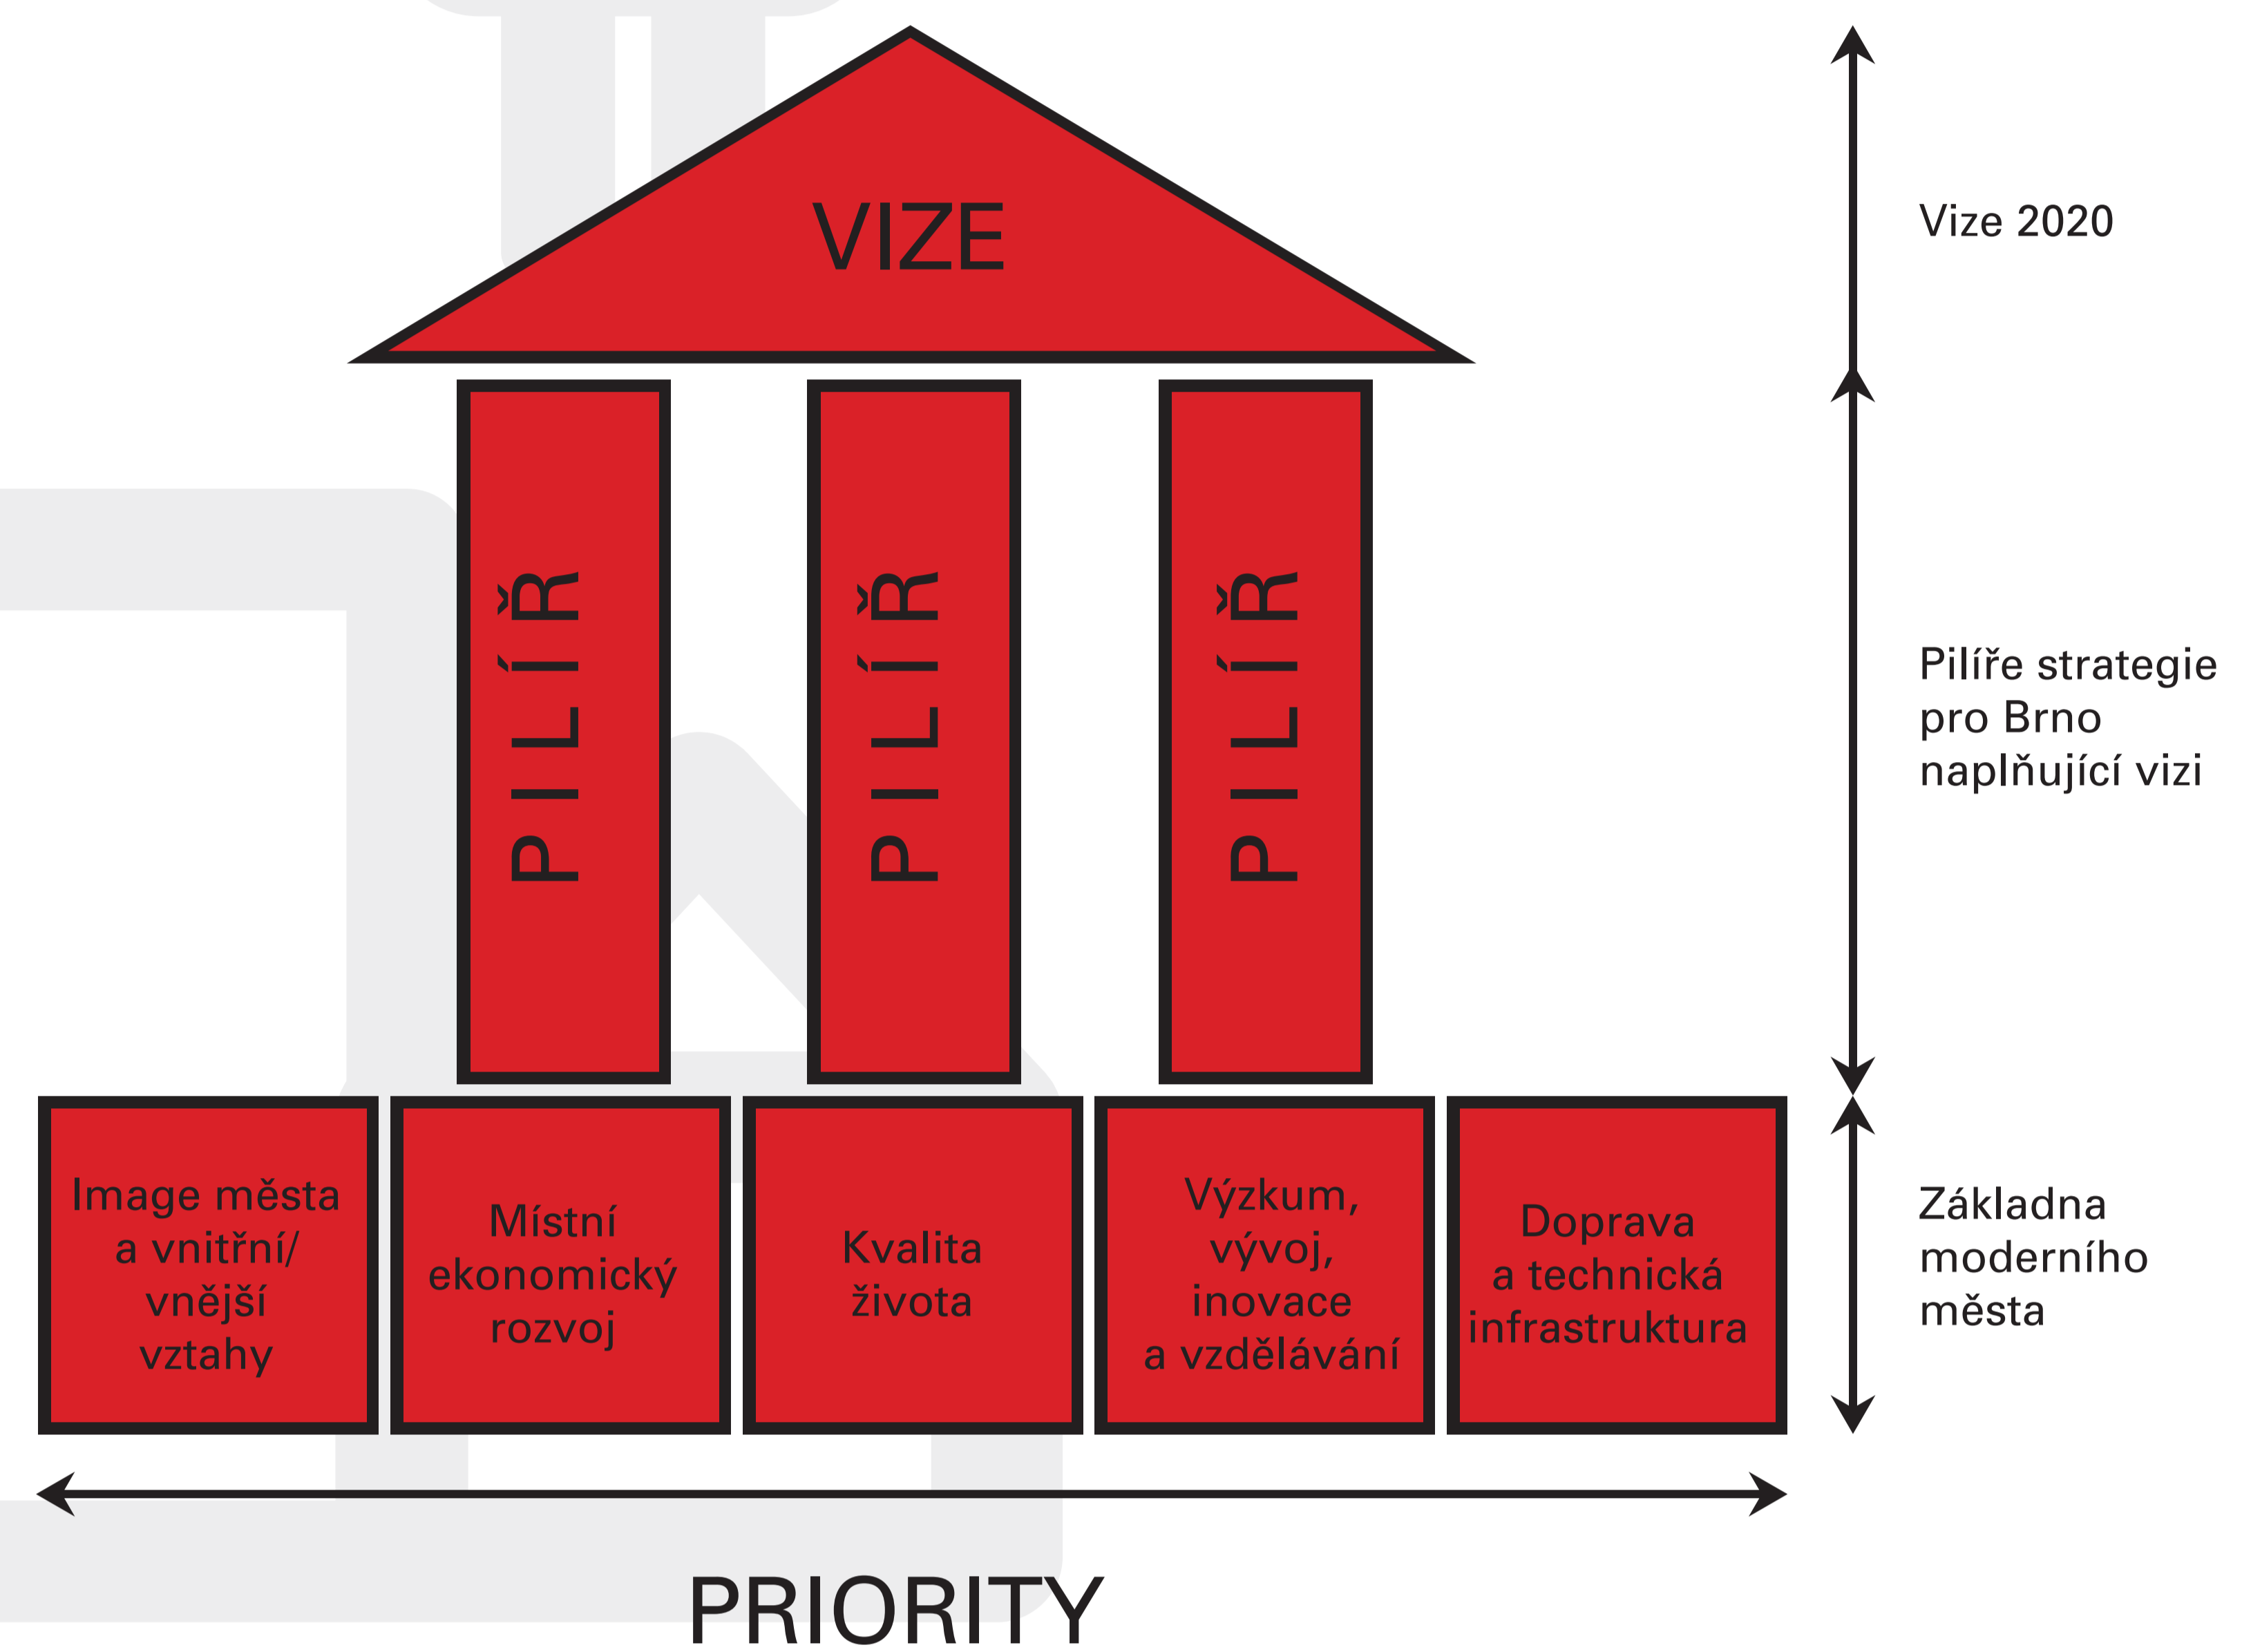 VIZE
Vize 2020
PILÍŘ
PILÍŘ
PILÍŘ
Pilíře strategie
pro Brno
naplňující vizi
Image města
a vnitřní/
vnějsí
vztahy
Místní
ekonomický
rozvoj
Kvalita
života
Výzkum,
vývoj,
inovace
a vzdělávání
Doprava
a technická
infrastruktura
Základna
moderního
města
PRIORITY